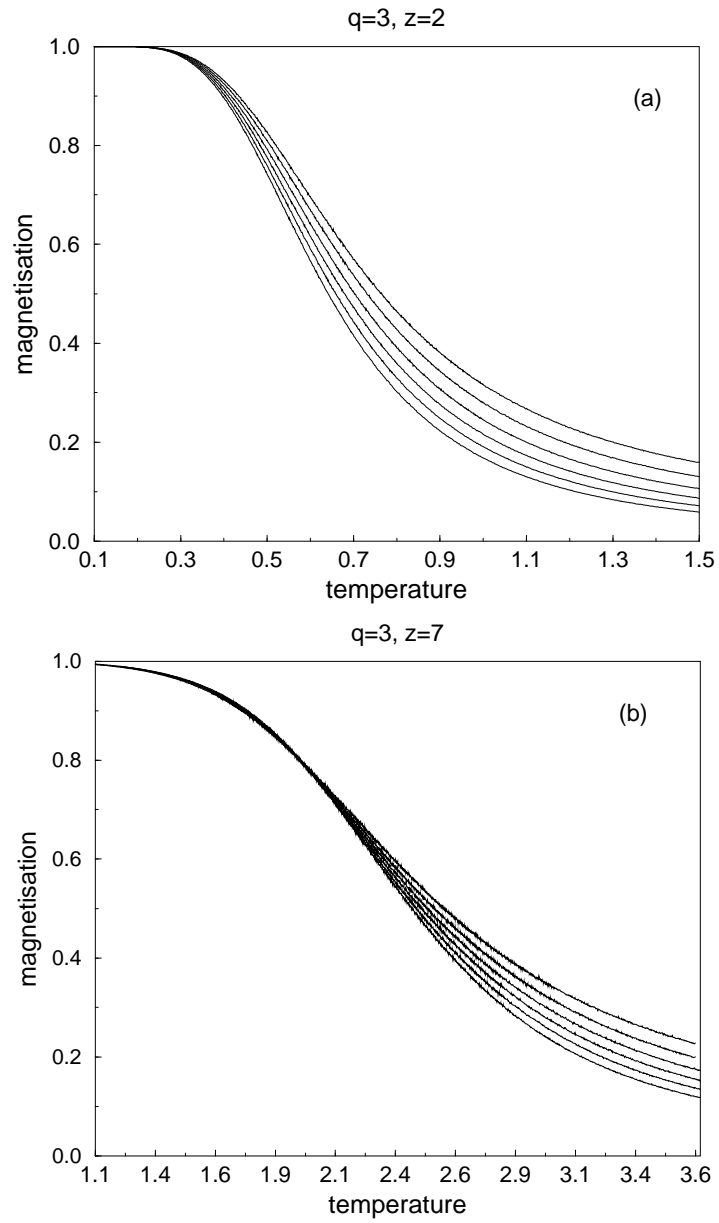 q=3, z=2
1.0
(a)
0.8
0.6
magnetisation
0.4
0.2
0.0
0.1 0.3 0.5 0.7 0.9 1.1 1.3 1.5
temperature
q=3, z=7
1.0
(b)
0.8
0.6
magnetisation
0.4
0.2
0.0
1.1 1.4 1.6 1.9 2.1 2.4 2.6 2.9 3.1 3.4 3.6
temperature